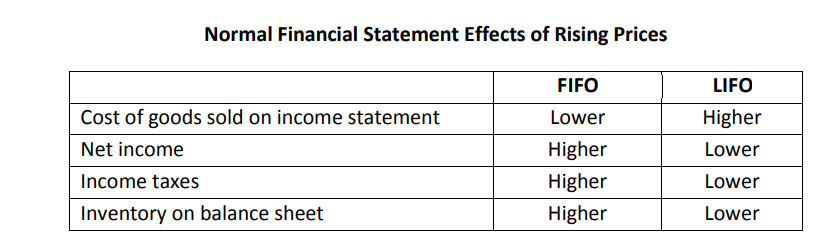 Normal Financial Statement Effects of Rising Prices
FIFO LIFO
Cost of goods sold on income statement Lower Higher
Net income Higher Lower
Income taxes Higher Lower
Inventory on balance sheet Higher Lower